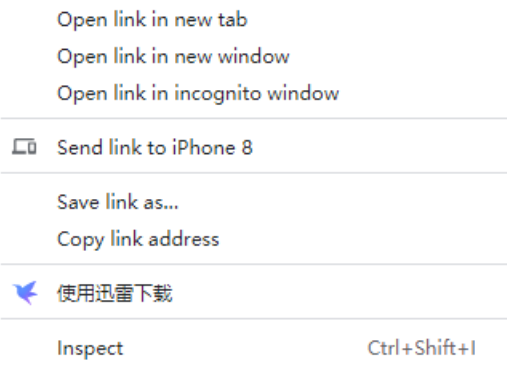 Open link in new tab
Open link in new window
Open link in incognito window
Send link to iPhone 8
Save link as...
Copy link address
使用迅雷下载
Inspect Ctrl+Shift+I